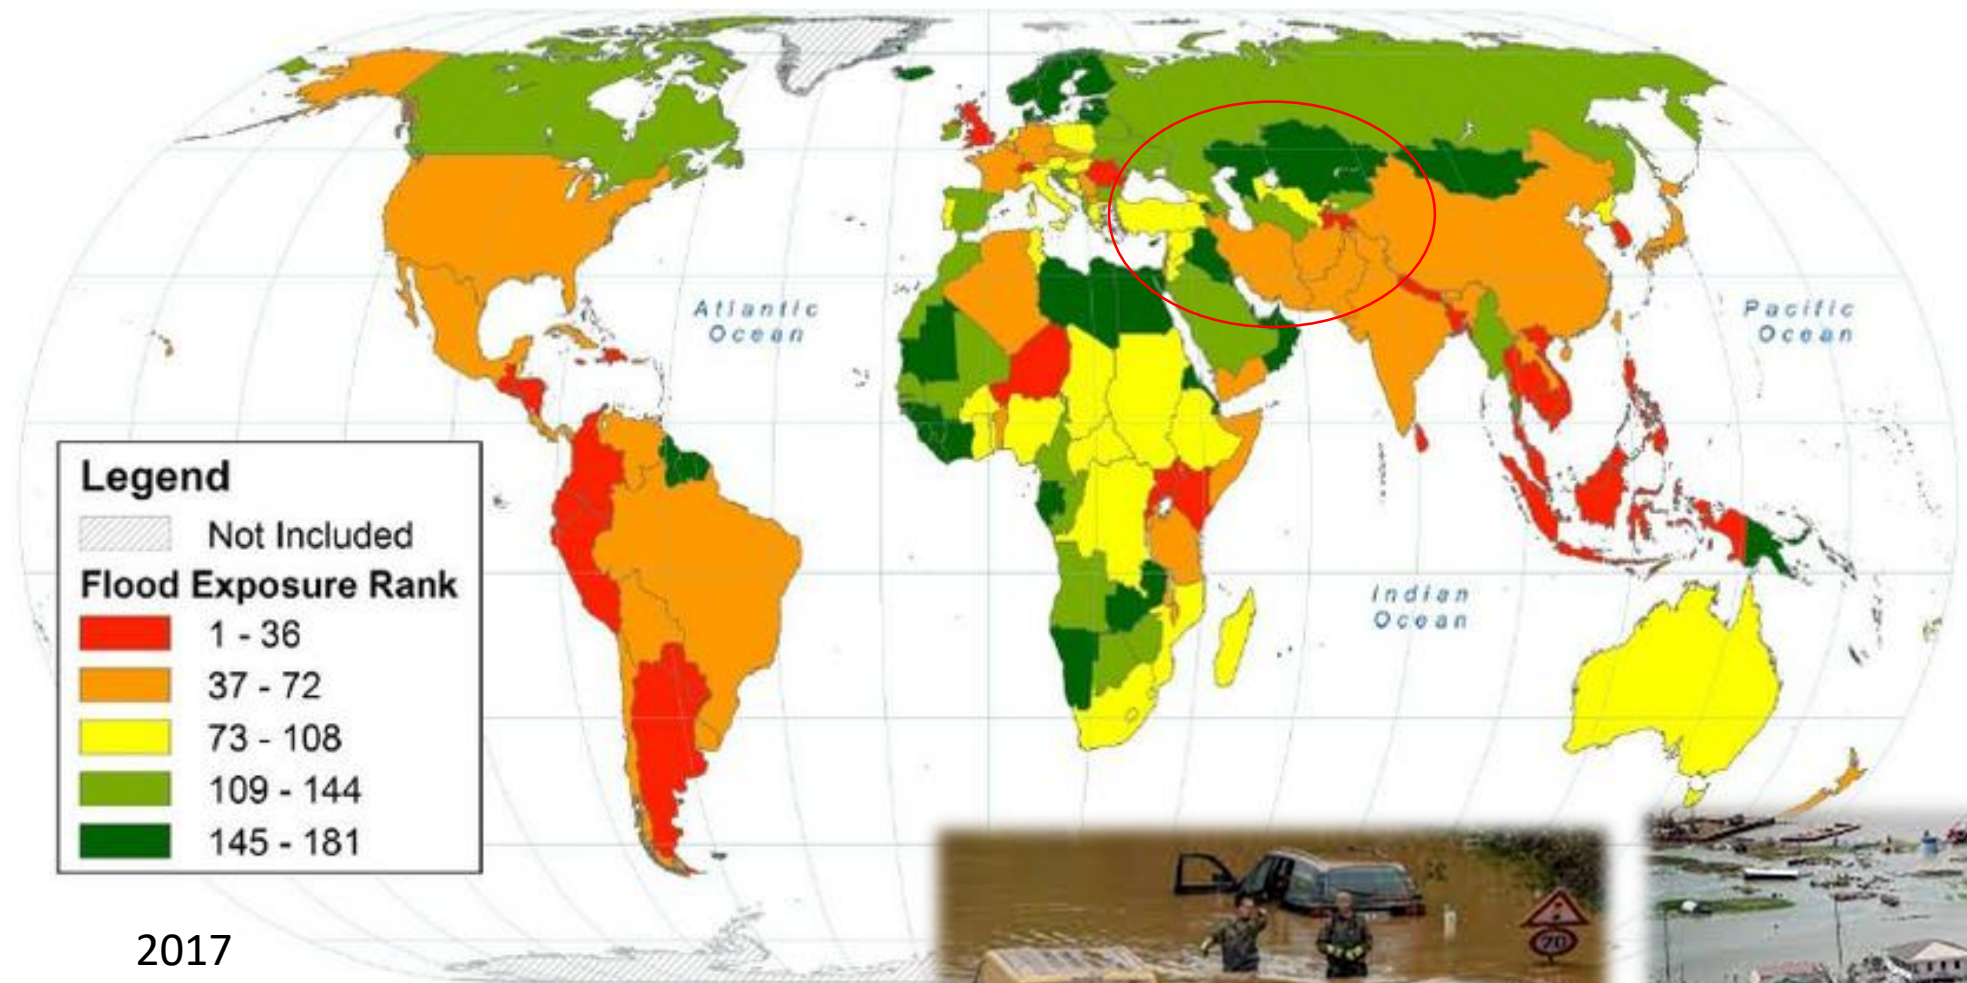 Atlantic
Ocean
Pacific
Ocean
Indian
Ocean
Legend
Not Included
Flood Exposure Rank
1 - 36
37 - 72
73 - 108
109 - 144
145 - 181
2017
70